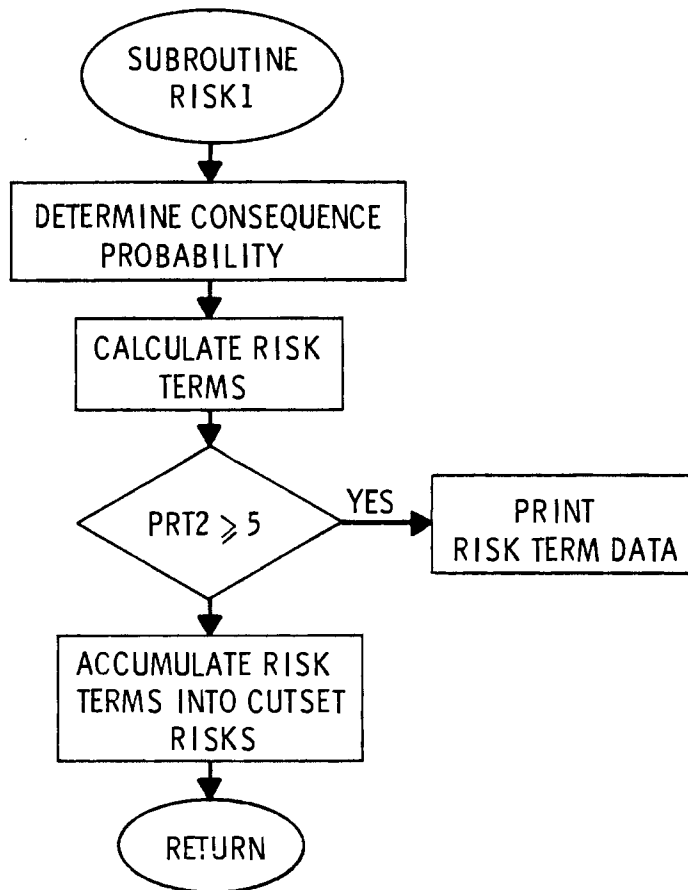 SUBROUTINE
RISK1
DETERMINE CONSEQUENCE
PROBABILITY
CALCULATE RISK
TERMS
PRT2 ⩾ 5
YES
PRINT
RISK TERM DATA
ACCUMULATE RISK
TERMS INTO CUTSET
RISKS
RETURN